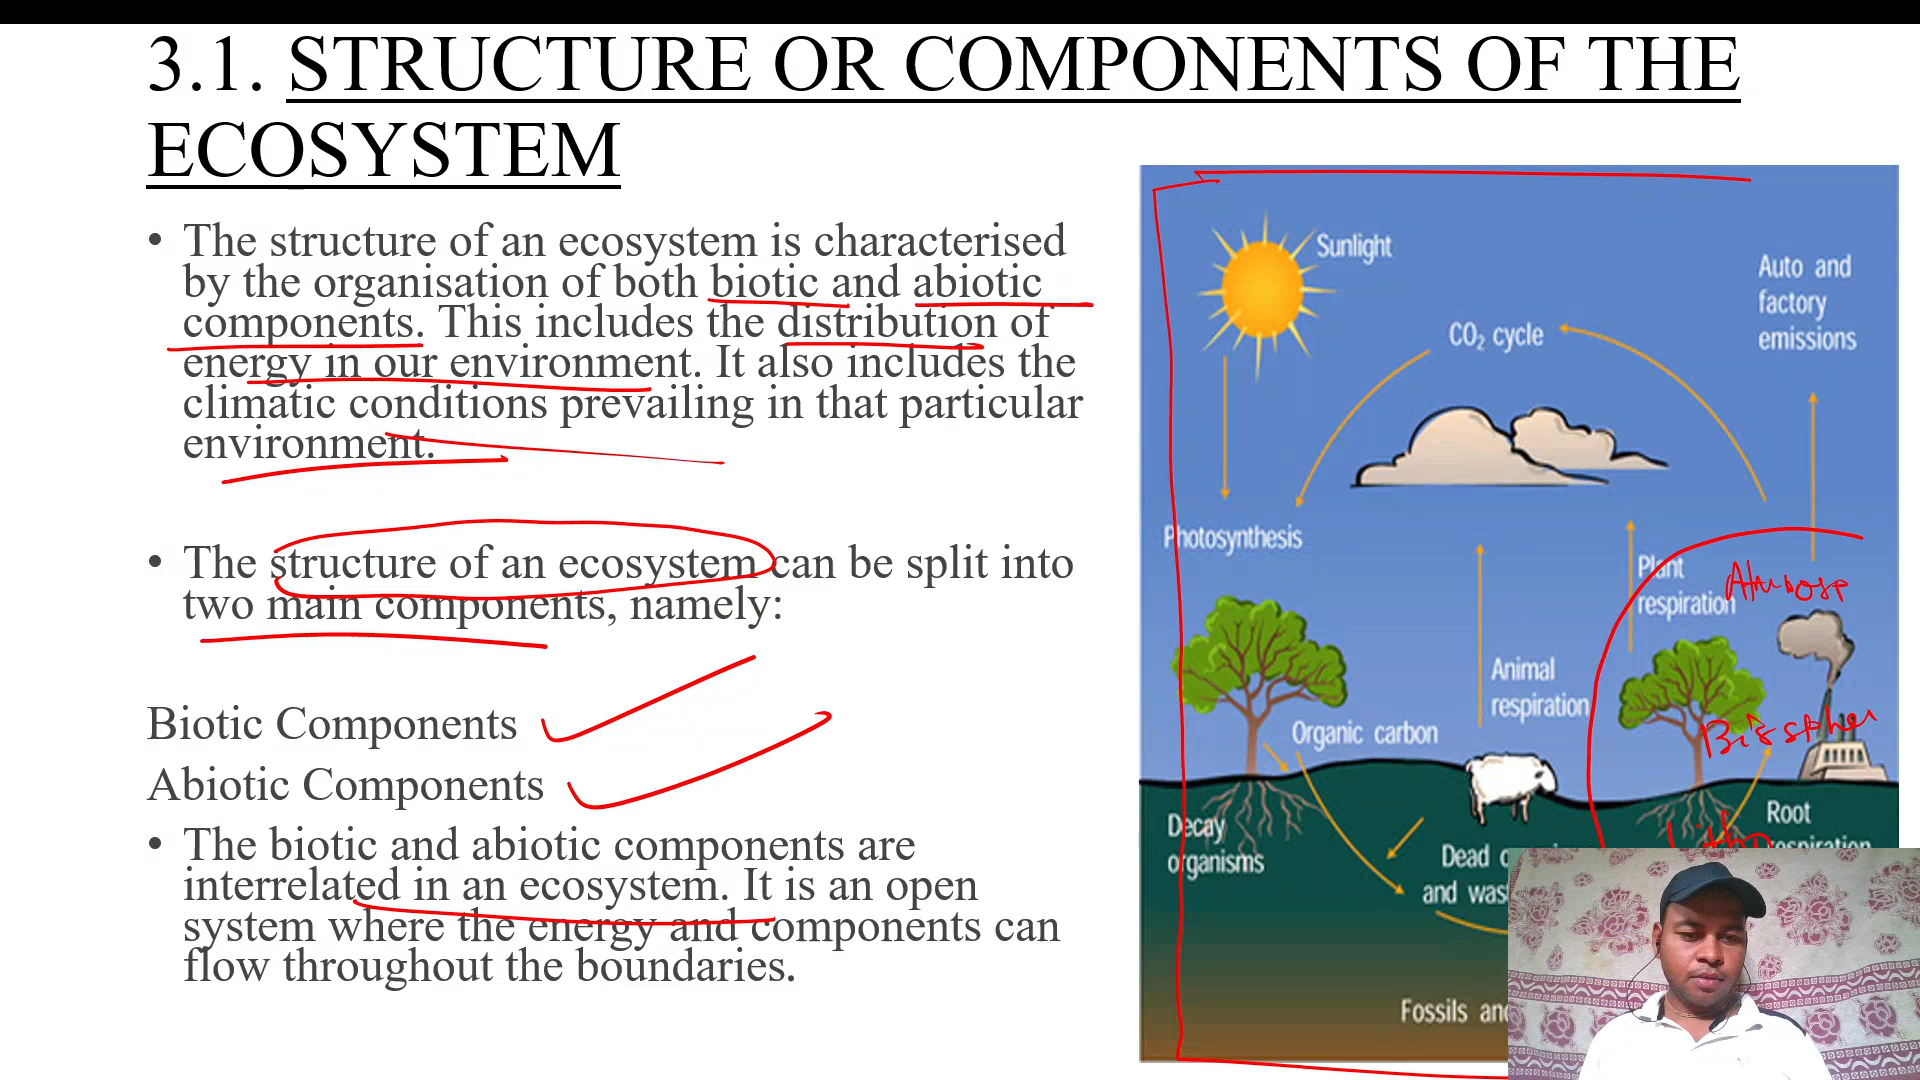 3.1. STRUCTURE OR COMPONENTS OF THE
ECOSYSTEM
• The structure of an ecosystem is characterised
by the organisation of both biotic and abiotic
components. This includes the distribution of
energy in our environment. It also includes the
climatic conditions prevailing in that particular
environment.
• The structure of an ecosystem can be split into
two main components, namely:
Biotic Components
Abiotic Components
• The biotic and abiotic components are
interrelated in an ecosystem. It is an open
system where the energy and components can
flow throughout the boundaries.
Sunlight
Auto and
factory
emissions
CO₂ cycle
Photosynthesis
Plant
respiration
Animal
respiration
Organic carbon
Decay
organisms
Root
respiration
Dead
and
Fossils
Litho